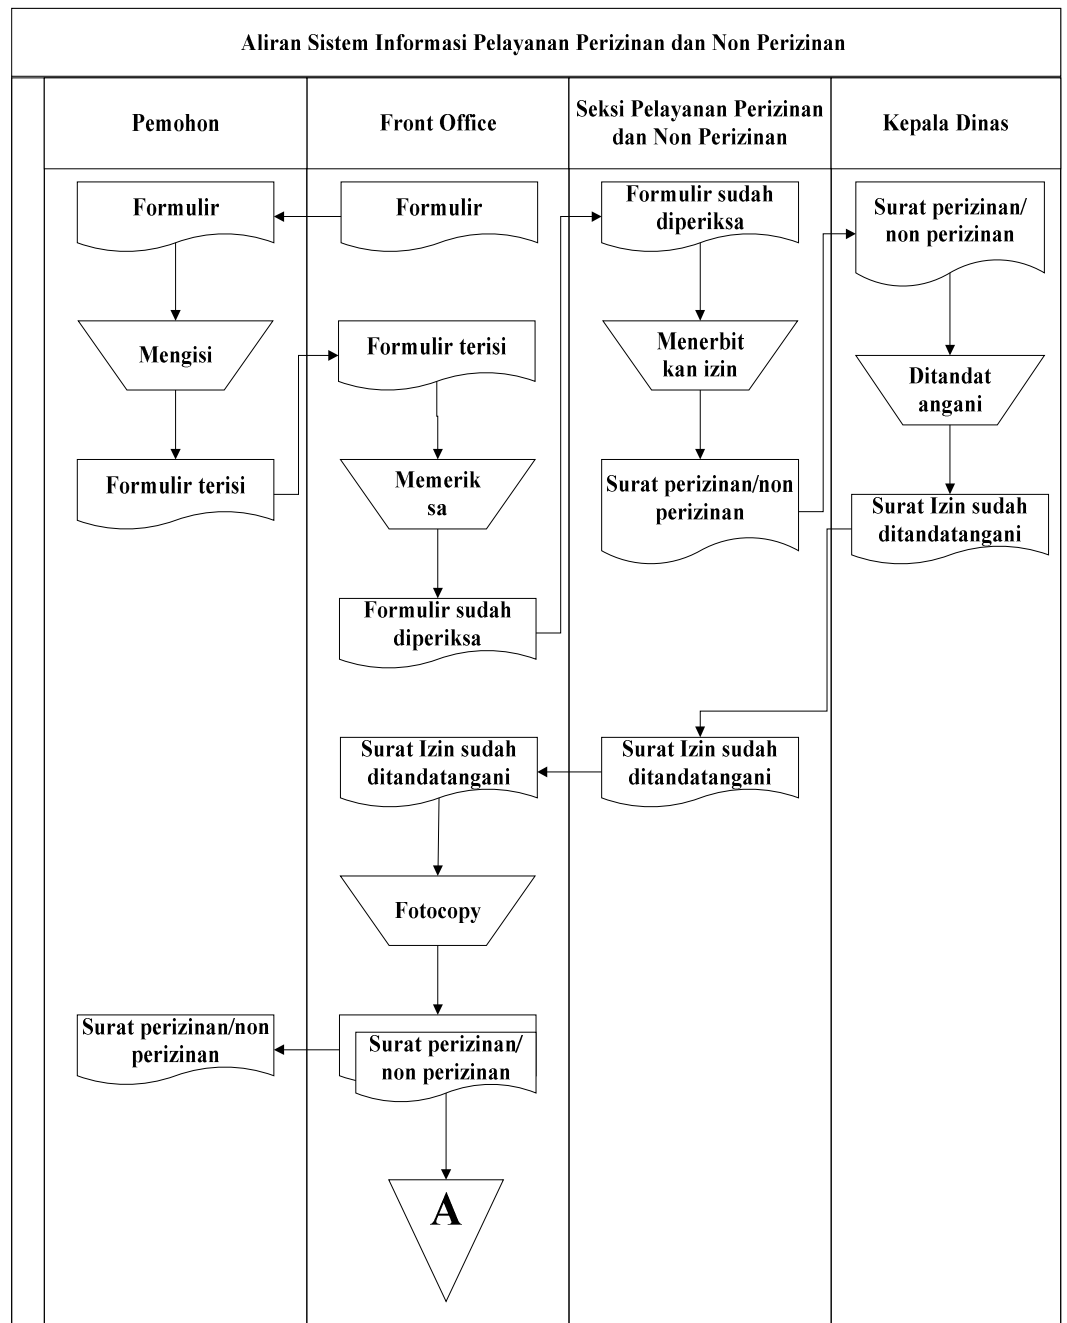 Aliran Sistem Informasi Pelayanan Perizinan dan Non Perizinan
Pemohon
Front Office
Seksi Pelayanan Perizinan
dan Non Perizinan
Kepala Dinas
Formulir
Formulir
Formulir sudah
diperiksa
Surat perizinan/
non perizinan
Mengisi
Formulir terisi
Menerbit
kan izin
Ditandat
angani
Formulir terisi
Memerik
sa
Surat perizinan/non
perizinan
Surat Izin sudah
ditandatangani
Formulir sudah
diperiksa
Surat Izin sudah
ditandatangani
Surat Izin sudah
ditandatangani
Fotocopy
Surat perizinan/non
perizinan
Surat perizinan/
non perizinan
A